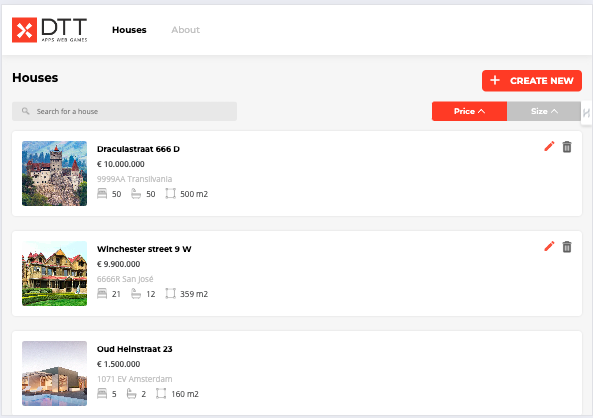 DTT
APPS WEB GAMES
Houses
About
Houses
+ CREATE NEW
Search for a house
Price
Size
Draculastraat 666 D
€ 10.000.000
9999AA Transilvania
50 50 500 m2
Winchester street 9 W
€ 9.900.000
6666R San José
21 12 359 m2
Oud Heinstraat 23
€ 1.500.000
1071 EV Amsterdam
5 2 160 m2